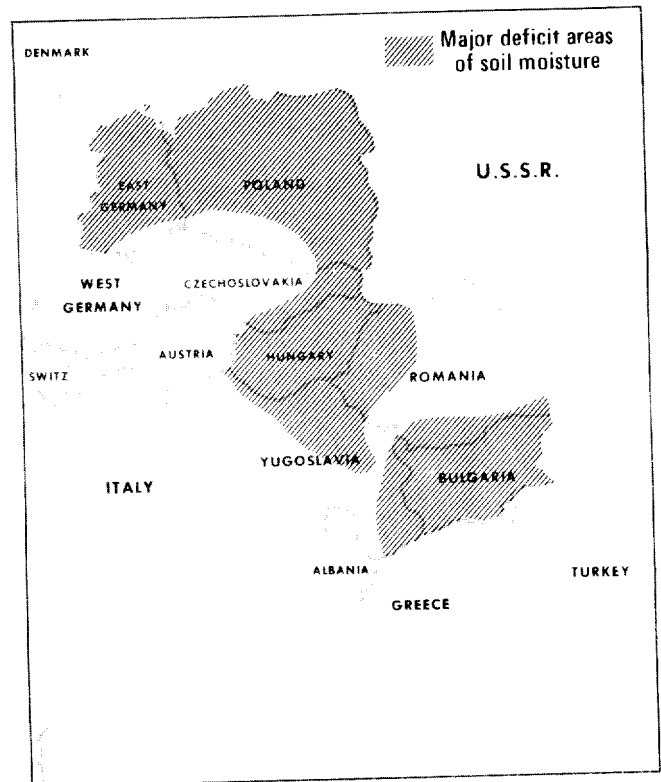 DENMARK
Major deficit areas
of soil moisture
U.S.S.R.
EAST
GERMANY
POLAND
WEST
GERMANY
CZECHOSLOVAKIA
AUSTRIA
HUNGARY
SWITZ
ROMANIA
YUGOSLAVIA
ITALY
BULGARIA
ALBANIA
TURKEY
GREECE